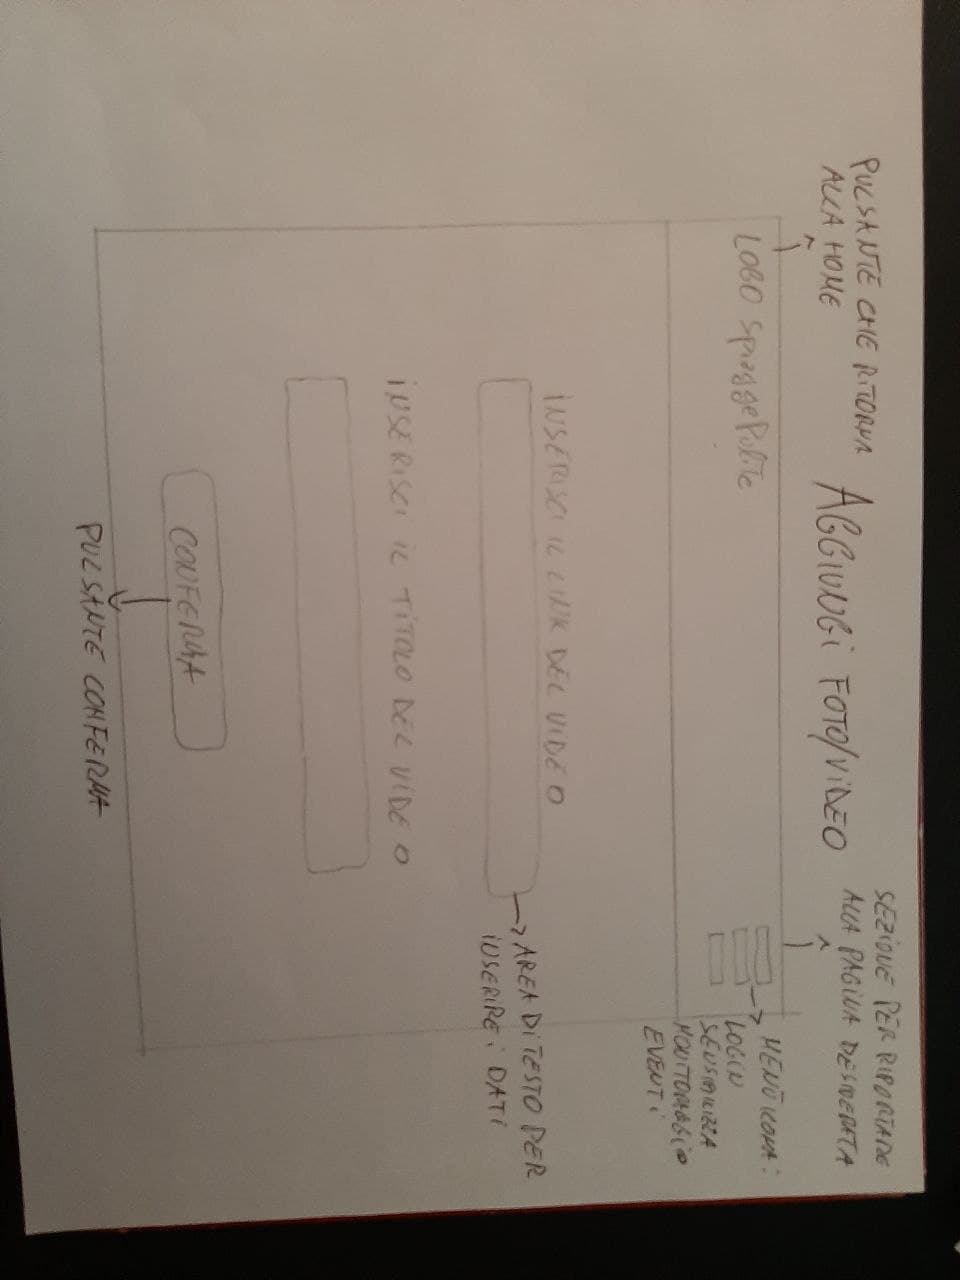 PULSANTE CHE RITORNA
ALLA HOME
AGGIUNGI FOTO/VIDEO
SEZIONE PER RIPORTARE
ALLA PAGINA DESIDERATA
LOGO SpiaggePulite
MENÙ ICONA:
LOGIN
SENSIBILIZZA
MONITORAGGIO
EVENTI
INSERISCI IL LINK DEL VIDEO
AREA DI TESTO PER
INSERIRE i DATI
INSERISCI IL TITOLO DEL VIDEO
CONFERMA
PULSANTE CONFERMA